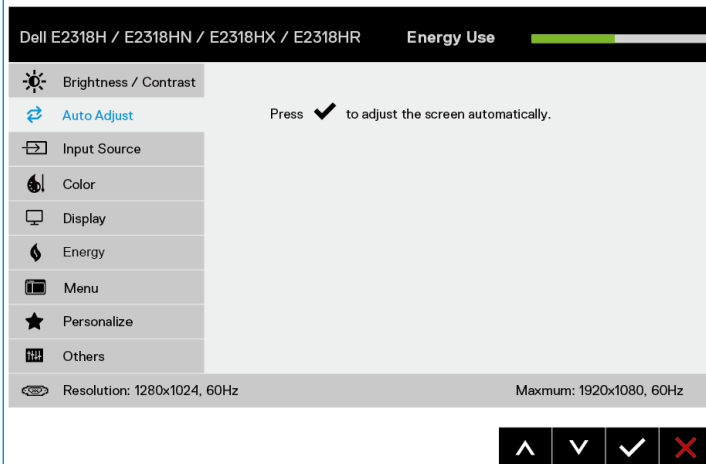 Dell E2318H / E2318HN / E2318HX / E2318HR Energy Use
Brightness / Contrast
Auto Adjust
Press ✔ to adjust the screen automatically.
Input Source
Color
Display
Energy
Menu
Personalize
Others
Resolution: 1280x1024, 60Hz Maxmum: 1920x1080, 60Hz